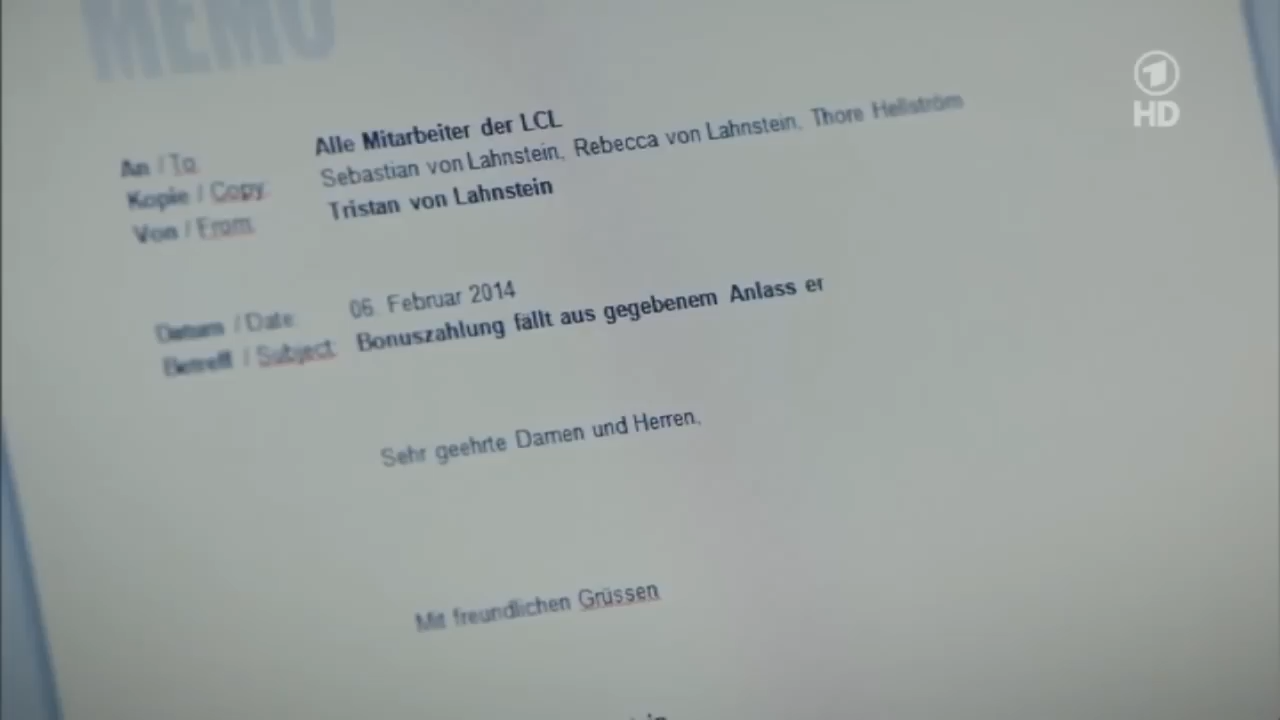 MEMO
An / To:
Alle Mitarbeiter der LCL
Kopie / Copy:
Sebastian von Lahnstein, Rebecca von Lahnstein, Thore Hellström
Von / From:
Tristan von Lahnstein
Datum / Date:
06. Februar 2014
Betreff / Subject:
Bonuszahlung fällt aus gegebenem Anlass er
Sehr geehrte Damen und Herren,
Mit freundlichen Grüssen
1
HD